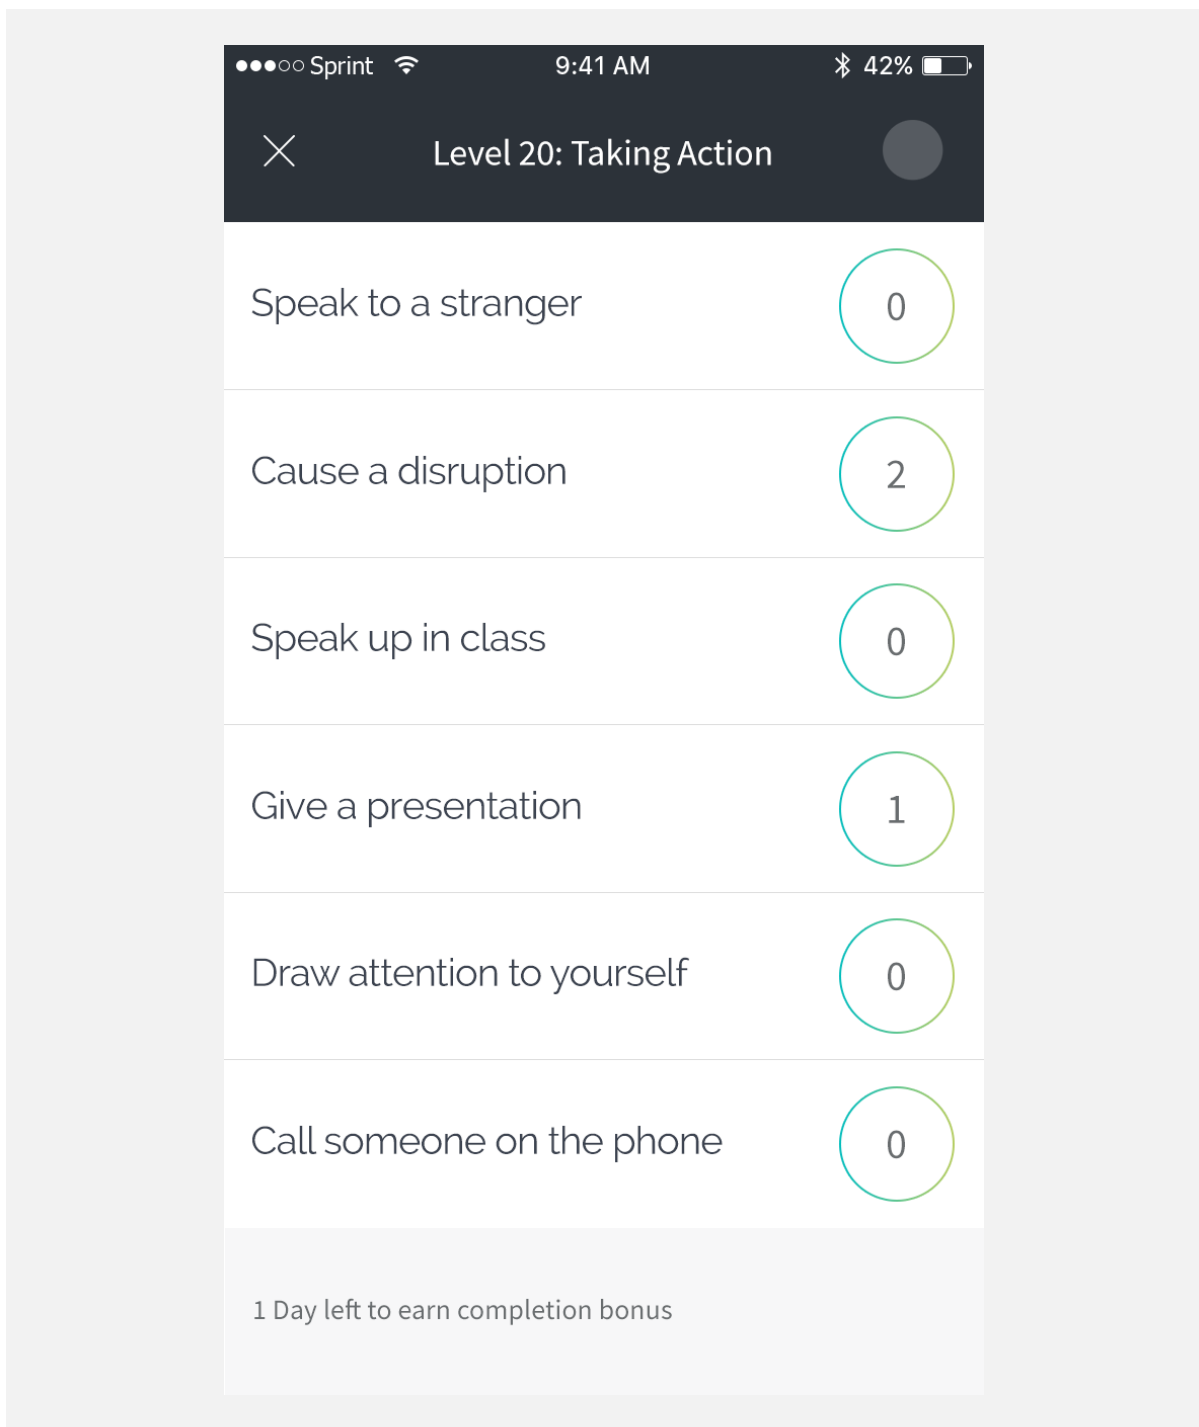 Sprint 9:41 AM 42%
Level 20: Taking Action
Speak to a stranger 0
Cause a disruption 2
Speak up in class 0
Give a presentation 1
Draw attention to yourself 0
Call someone on the phone 0
1 Day left to earn completion bonus